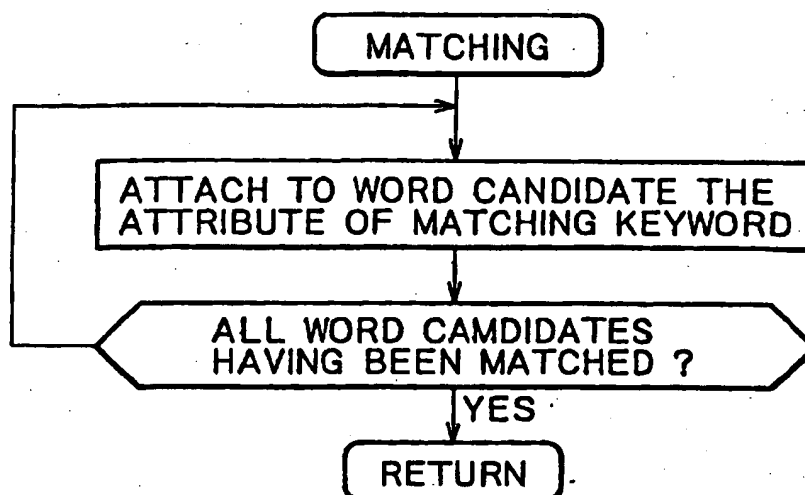 MATCHING
ATTACH TO WORD CANDIDATE THE
ATTRIBUTE OF MATCHING KEYWORD
ALL WORD CAMDIDATES
HAVING BEEN MATCHED ?
YES
RETURN